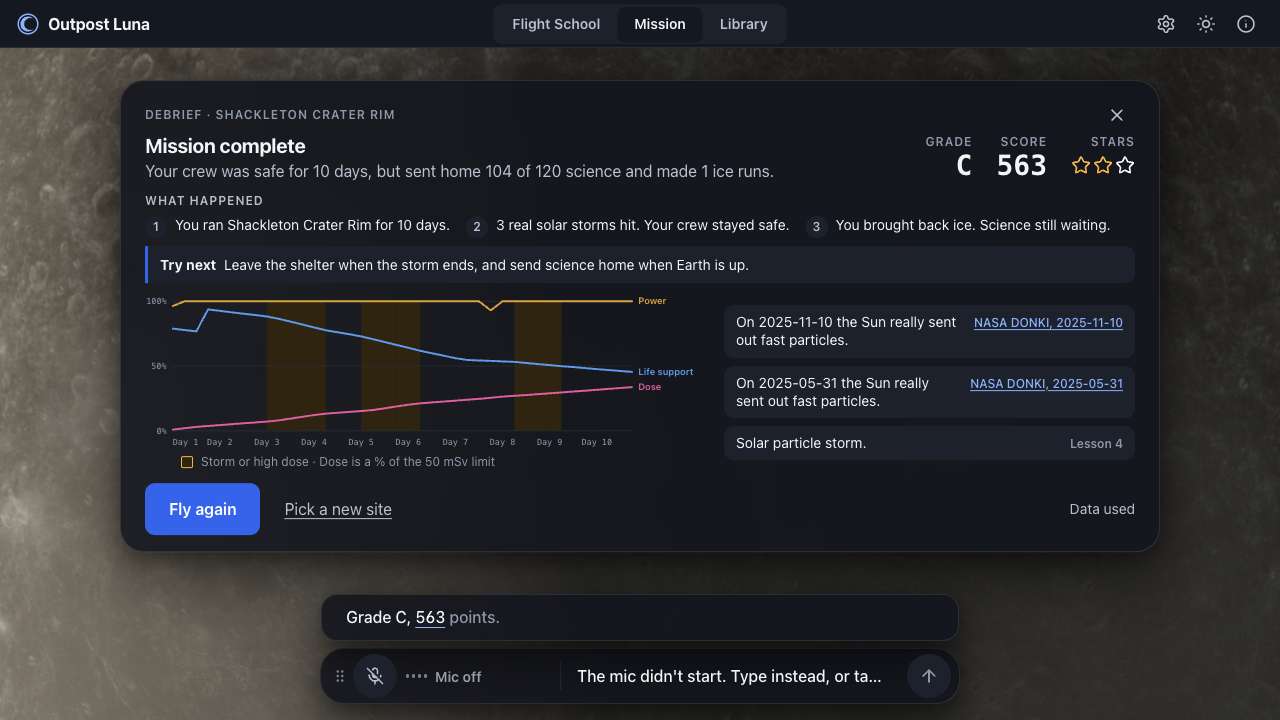 Outpost Luna
Flight School
Mission
Library
DEBRIEF · SHACKLETON CRATER RIM
Mission complete
Your crew was safe for 10 days, but sent home 104 of 120 science and made 1 ice runs.
GRADE
C
SCORE
563
STARS
WHAT HAPPENED
1 You ran Shackleton Crater Rim for 10 days.
2 3 real solar storms hit. Your crew stayed safe.
3 You brought back ice. Science still waiting.
Try next Leave the shelter when the storm ends, and send science home when Earth is up.
100%
50%
0%
Power
Life support
Dose
Day 1 Day 2 Day 3 Day 4 Day 5 Day 6 Day 7 Day 8 Day 9 Day 10
Storm or high dose · Dose is a % of the 50 mSv limit
On 2025-11-10 the Sun really sent
out fast particles.
NASA DONKI, 2025-11-10
On 2025-05-31 the Sun really
sent out fast particles.
NASA DONKI, 2025-05-31
Solar particle storm.
Lesson 4
Fly again
Pick a new site
Data used
Grade C, 563 points.
Mic off
The mic didn't start. Type instead, or ta...